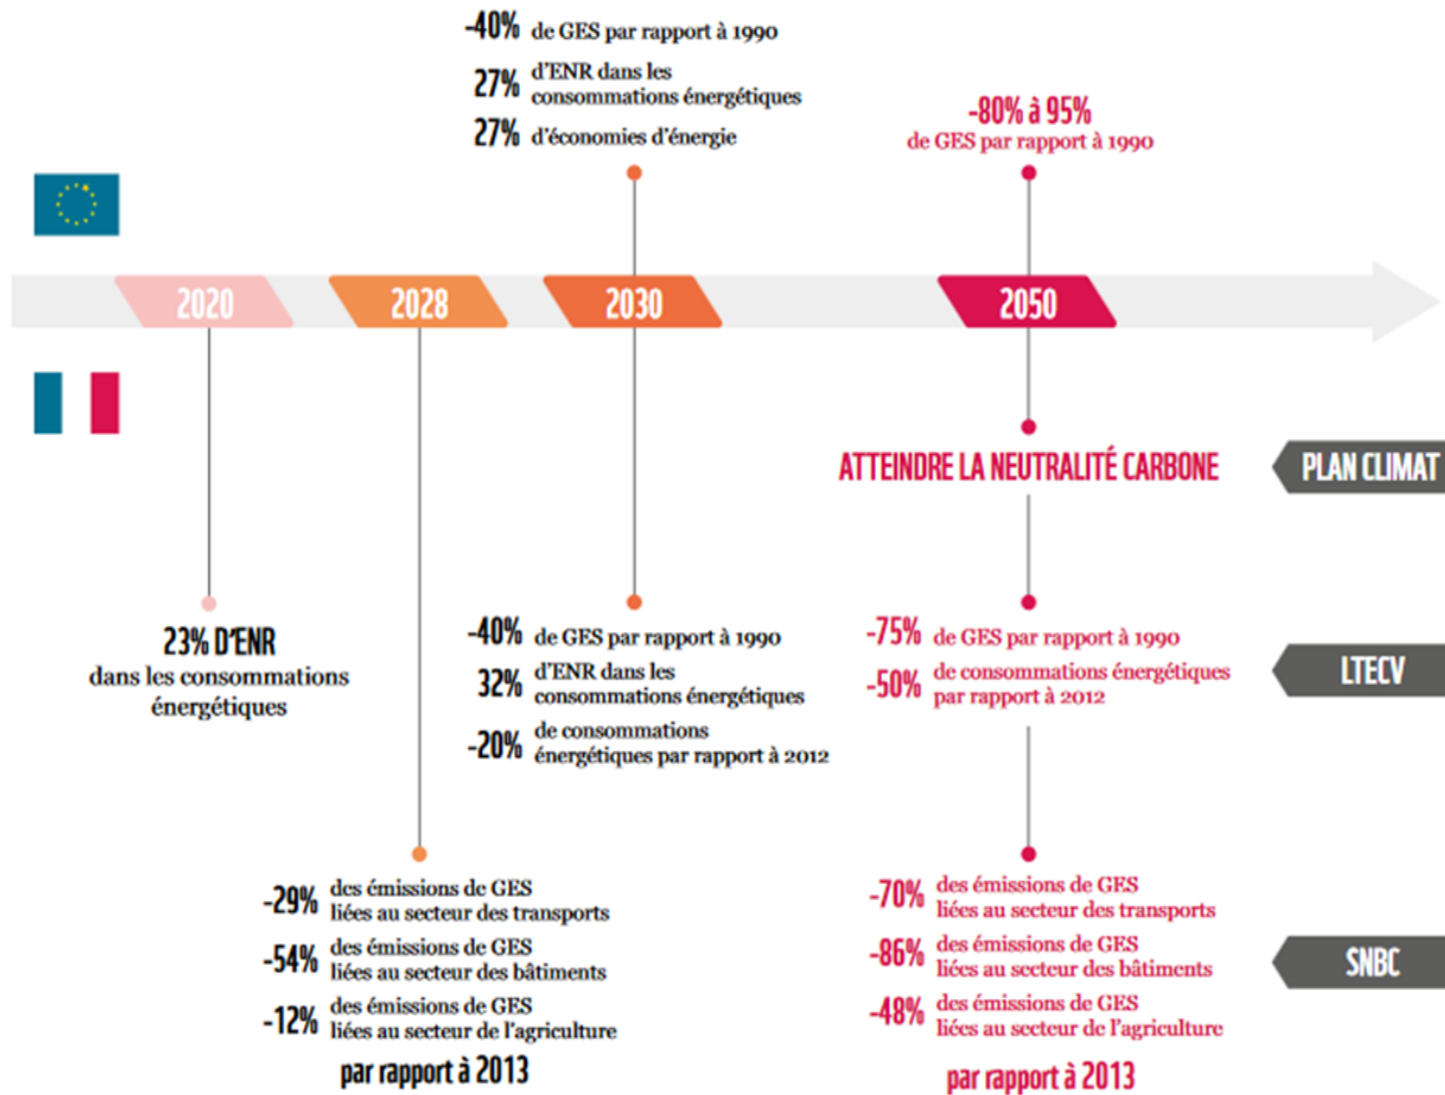 -40% de GES par rapport à 1990
27% d'ENR dans les
consommations énergétiques
27% d'économies d'énergie
-80% à 95%
de GES par rapport à 1990
2020
2028
2030
2050
ATTEINDRE LA NEUTRALITÉ CARBONE
PLAN CLIMAT
23% D'ENR
dans les consommations
énergétiques
-40% de GES par rapport à 1990
32% d'ENR dans les
consommations énergétiques
-20% de consommations
énergétiques par rapport à 2012
-75% de GES par rapport à 1990
-50% de consommations énergétiques
par rapport à 2012
LTECV
-29% des émissions de GES
liées au secteur des transports
-54% des émissions de GES
liées au secteur des bâtiments
-12% des émissions de GES
liées au secteur de l'agriculture
par rapport à 2013
-70% des émissions de GES
liées au secteur des transports
-86% des émissions de GES
liées au secteur des bâtiments
-48% des émissions de GES
liées au secteur de l'agriculture
par rapport à 2013
SNBC